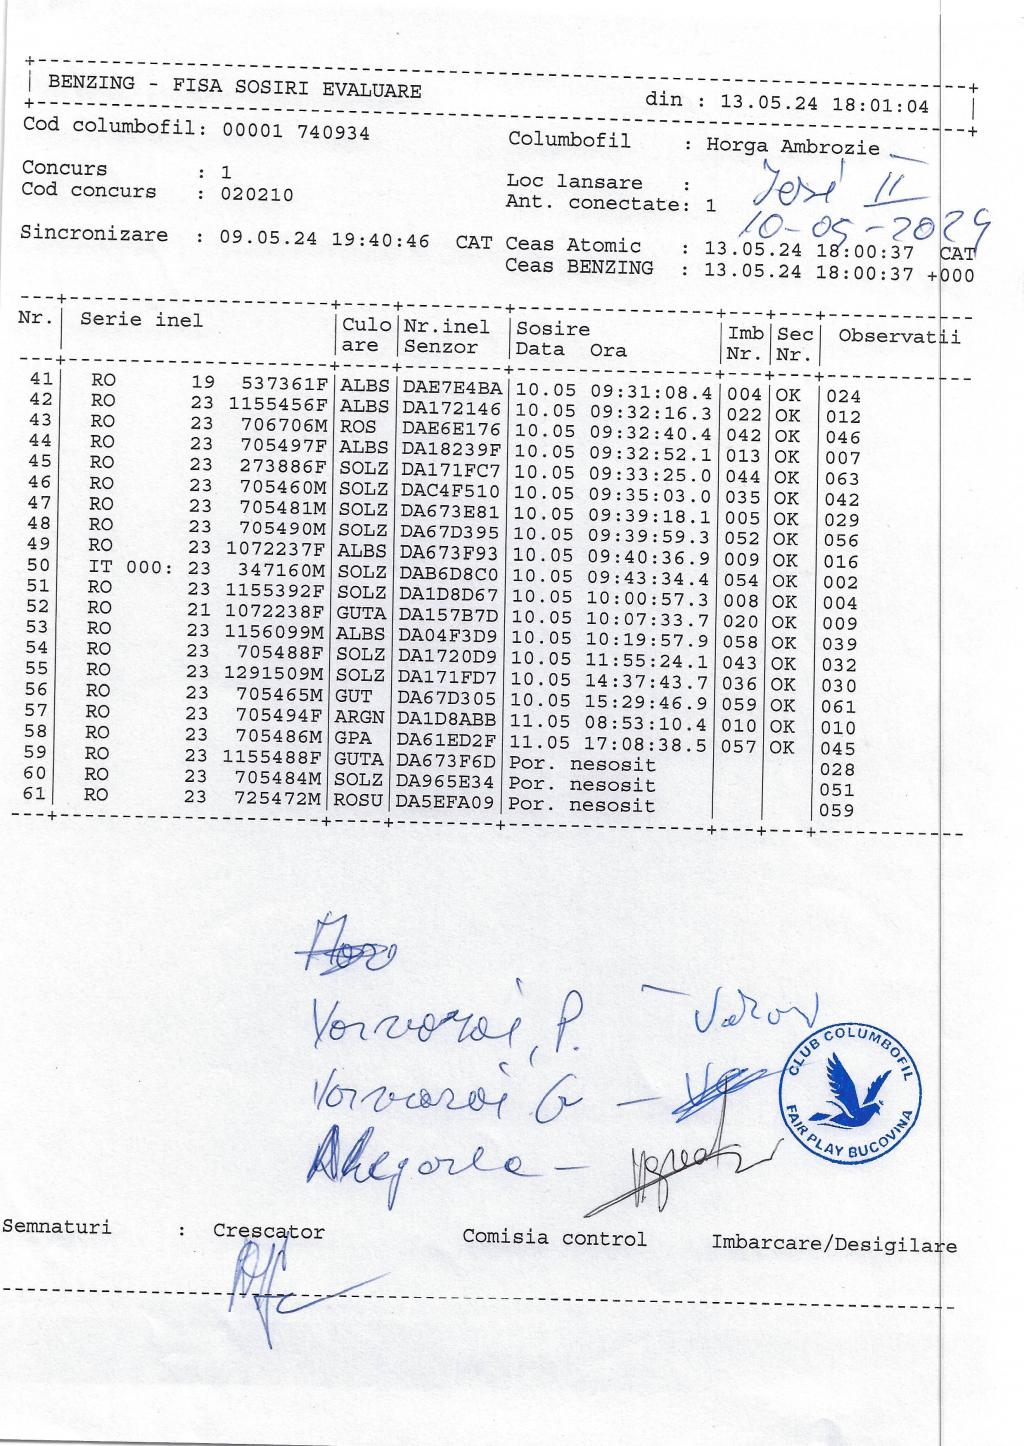 BENZING - FISA SOSIRI EVALUARE din : 13.05.24 18:01:04
Cod columbofil: 00001 740934 Columbofil : Horga Ambrozie
Concurs : 1 Loc lansare : Iesé II
Cod concurs : 020210 Ant. conectate: 1 10-05-2024
Sincronizare : 09.05.24 19:40:46 CAT Ceas Atomic : 13.05.24 18:00:37 CAT
Ceas BENZING : 13.05.24 18:00:37 +000
Nr. Serie inel Culo Nr.inel Sosire Imb Sec Observatii
are Senzor Data Ora Nr. Nr.
41 RO 19 537361F ALBS DAE7E4BA 10.05 09:31:08.4 004 OK 024
42 RO 23 1155456F ALBS DA172146 10.05 09:32:16.3 022 OK 012
43 RO 23 706706M ROS DAE6E176 10.05 09:32:40.4 042 OK 046
44 RO 23 705497F ALBS DA18239F 10.05 09:32:52.1 013 OK 007
45 RO 23 273886F SOLZ DA171FC7 10.05 09:33:25.0 044 OK 063
46 RO 23 705460M SOLZ DAC4F510 10.05 09:35:03.0 035 OK 042
47 RO 23 705481M SOLZ DA673E81 10.05 09:39:18.1 005 OK 029
48 RO 23 705490M SOLZ DA67D395 10.05 09:39:59.3 052 OK 056
49 RO 23 1072237F ALBS DA673F93 10.05 09:40:36.9 009 OK 016
50 IT 000: 23 347160M SOLZ DAB6D8C0 10.05 09:43:34.4 054 OK 002
51 RO 23 1155392F SOLZ DA1D8D67 10.05 10:00:57.3 008 OK 004
52 RO 21 1072238F GUTA DA157B7D 10.05 10:07:33.7 020 OK 009
53 RO 23 1156099M ALBS DA04F3D9 10.05 10:19:57.9 058 OK 039
54 RO 23 705488F SOLZ DA1720D9 10.05 11:55:24.1 043 OK 032
55 RO 23 1291509M SOLZ DA171FD7 10.05 14:37:43.7 036 OK 030
56 RO 23 705465M GUT DA67D305 10.05 15:29:46.9 059 OK 061
57 RO 23 705494F ARGN DA1D8ABB 11.05 08:53:10.4 010 OK 010
58 RO 23 705486M GPA DA61ED2F 11.05 17:08:38.5 057 OK 045
59 RO 23 1155488F GUTA DA673F6D Por. nesosit 028
60 RO 23 705484M SOLZ DA965E34 Por. nesosit 051
61 RO 23 725472M ROSU DA5EFA09 Por. nesosit 059
P.
CLUB COLUMBOFIL
FAIR PLAY BUCOVINA
Semnaturi : Crescator Comisia control Imbarcare/Desigilare